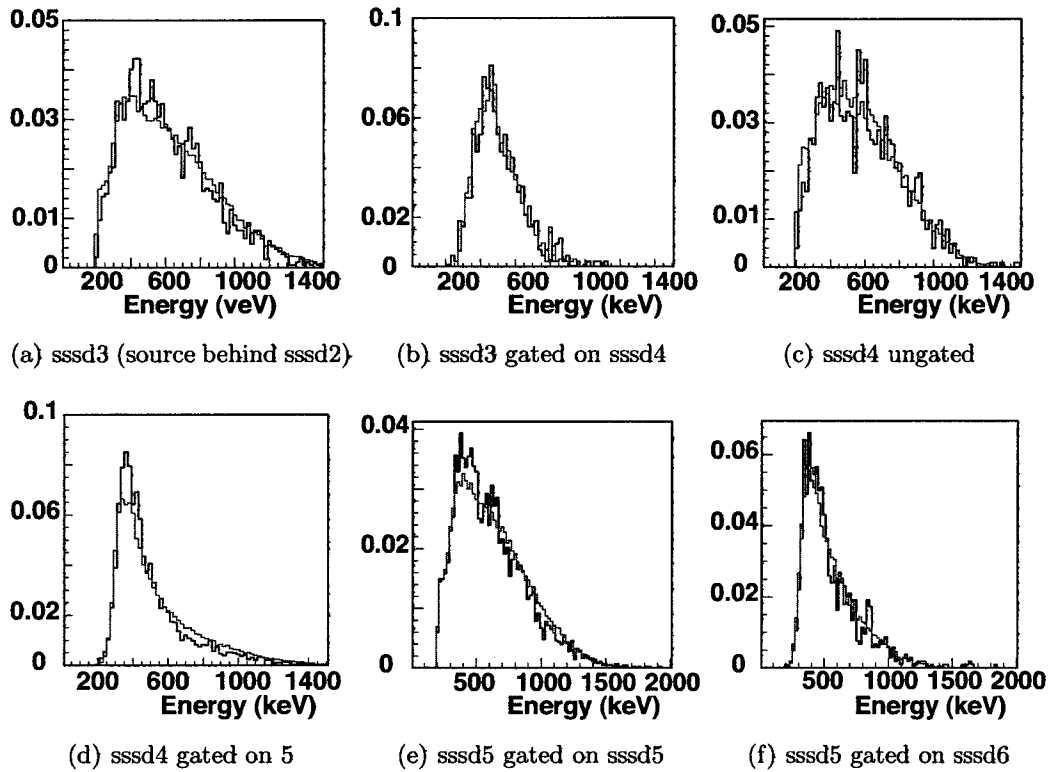 0.05
0.03
0.01
0
200 600 1000 1400
Energy (veV)
(a) sssd3 (source behind sssd2)
0.1
0.06
0.02
0
200 600 1000 1400
Energy (keV)
(b) sssd3 gated on sssd4
0.05
0.03
0.01
0
200 600 1000 1400
Energy (keV)
(c) sssd4 ungated
0.1
0.06
0.02
0
200 600 1000 1400
Energy (keV)
(d) sssd4 gated on 5
0.04
0.02
0
500 1000 1500 2000
Energy (keV)
(e) sssd5 gated on sssd5
0.06
0.04
0.02
0
500 1000 1500 2000
Energy (keV)
(f) sssd5 gated on sssd6